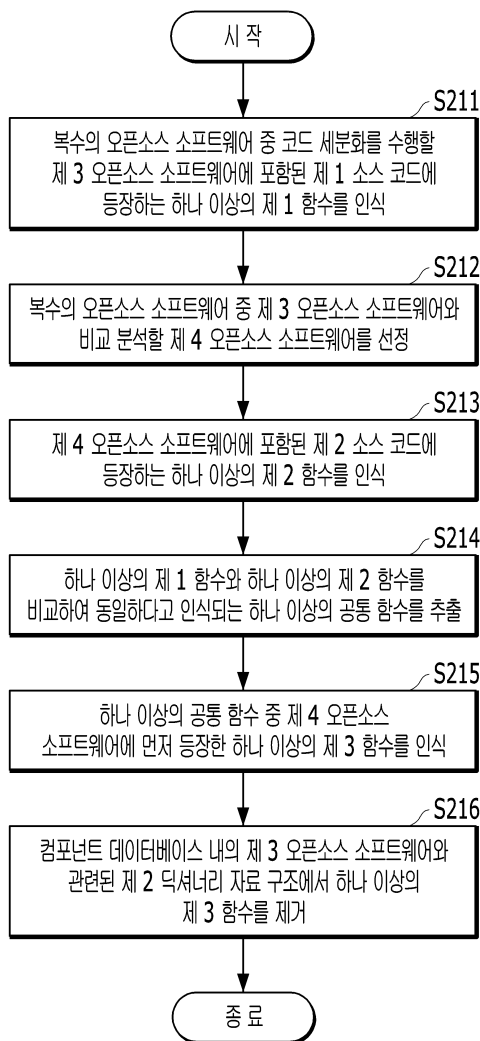 시 작
S211
복수의 오픈소스 소프트웨어 중 코드 세분화를 수행할
제 3 오픈소스 소프트웨어에 포함된 제 1 소스 코드에
등장하는 하나 이상의 제 1 함수를 인식
S212
복수의 오픈소스 소프트웨어 중 제 3 오픈소스 소프트웨어와
비교 분석할 제 4 오픈소스 소프트웨어를 선정
S213
제 4 오픈소스 소프트웨어에 포함된 제 2 소스 코드에
등장하는 하나 이상의 제 2 함수를 인식
S214
하나 이상의 제 1 함수와 하나 이상의 제 2 함수를
비교하여 동일하다고 인식되는 하나 이상의 공통 함수를 추출
S215
하나 이상의 공통 함수 중 제 4 오픈소스
소프트웨어에 먼저 등장한 하나 이상의 제 3 함수를 인식
S216
컴포넌트 데이터베이스 내의 제 3 오픈소스 소프트웨어와
관련된 제 2 딕셔너리 자료 구조에서 하나 이상의
제 3 함수를 제거
종 료